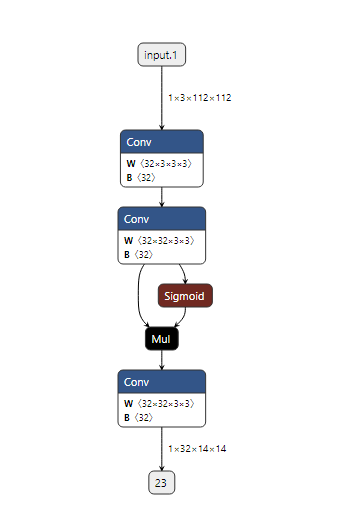 input.1
1×3×112×112
Conv
W ⟨32×3×3×3⟩
B ⟨32⟩
Conv
W ⟨32×32×3×3⟩
B ⟨32⟩
Sigmoid
Mul
Conv
W ⟨32×32×3×3⟩
B ⟨32⟩
1×32×14×14
23